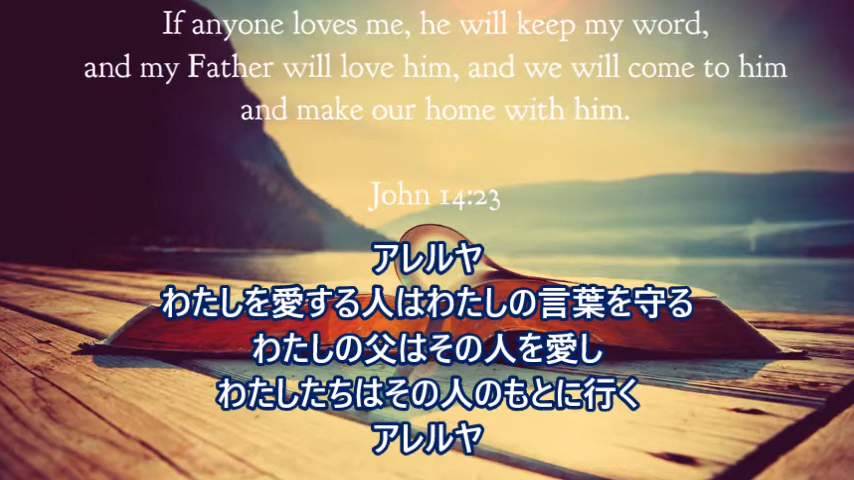 If anyone loves me, he will keep my word,
and my Father will love him, and we will come to him
and make our home with him.
John 14:23
アレルヤ
わたしを愛する人はわたしの言葉を守る
わたしの父はその人を愛し
わたしたちはその人のもとに行く
アレルヤ